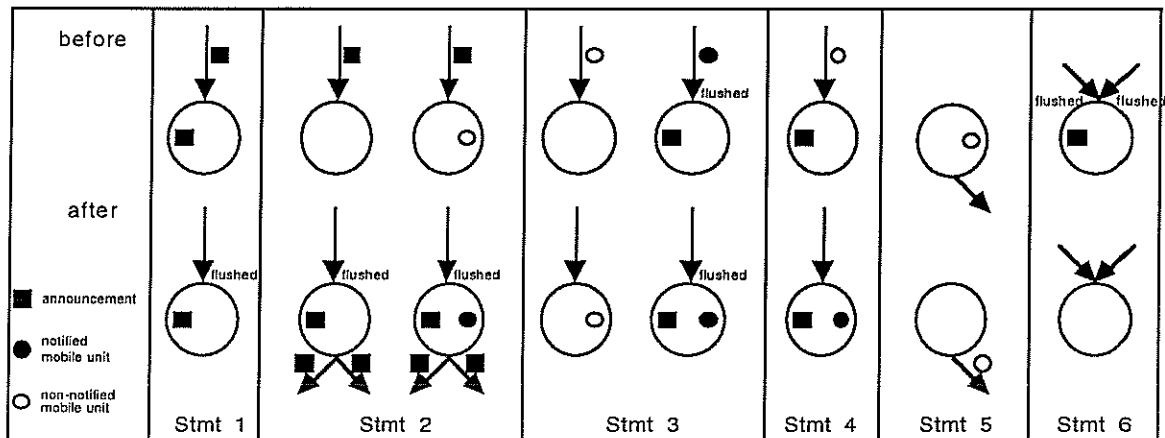 before
flushed
flushed
flushed
after
flushed
flushed
flushed
flushed
announcement
notified
mobile unit
non-notified
mobile unit
Stmt 1
Stmt 2
Stmt 3
Stmt 4
Stmt 5
Stmt 6